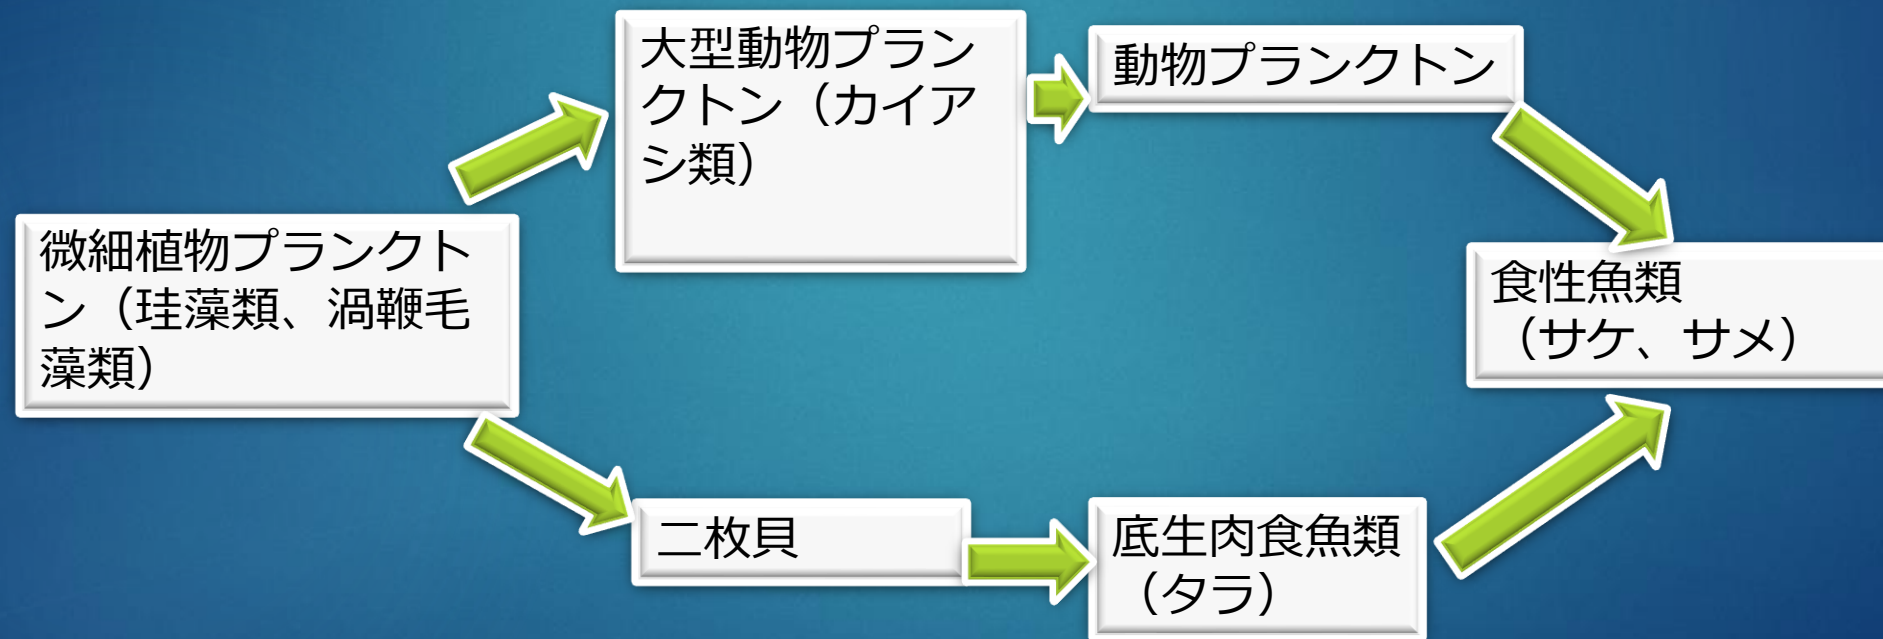 大型動物プラン
クトン（カイア
シ類）
動物プランクトン
微細植物プランクト
ン（珪藻類、渦鞭毛
藻類）
食性魚類
（サケ、サメ）
二枚貝
底生肉食魚類
（タラ）